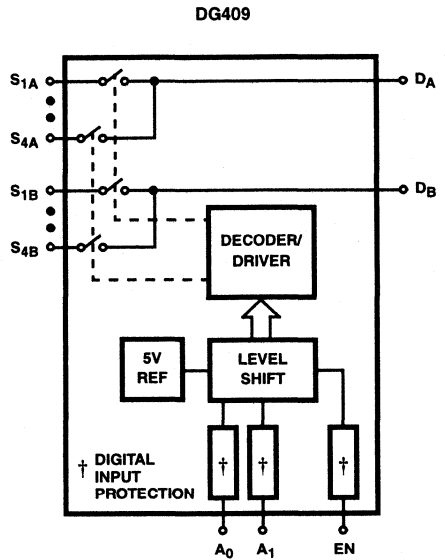 DG409
S1A
DA
S4A
S1B
DB
S4B
DECODER/
DRIVER
5V
REF
LEVEL
SHIFT
† † †
† DIGITAL
INPUT
PROTECTION
A0 A1 EN